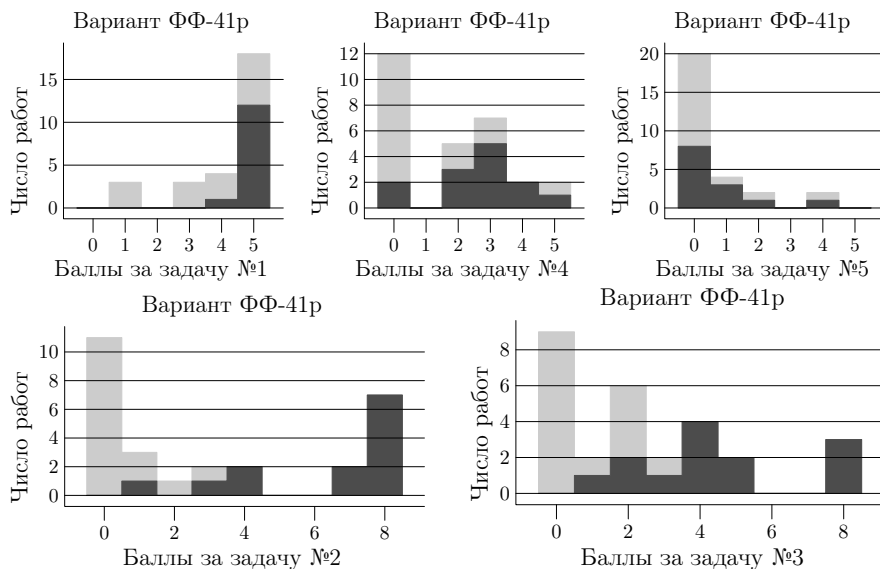 Вариант ФФ-41р
Число работ
15
10
5
0
0 1 2 3 4 5
Баллы за задачу №1
Вариант ФФ-41р
Число работ
12
10
8
6
4
2
0
0 1 2 3 4 5
Баллы за задачу №4
Вариант ФФ-41р
Число работ
20
15
10
5
0
0 1 2 3 4 5
Баллы за задачу №5
Вариант ФФ-41р
Число работ
10
8
6
4
2
0
0 2 4 6 8
Баллы за задачу №2
Вариант ФФ-41р
Число работ
8
6
4
2
0
0 2 4 6 8
Баллы за задачу №3